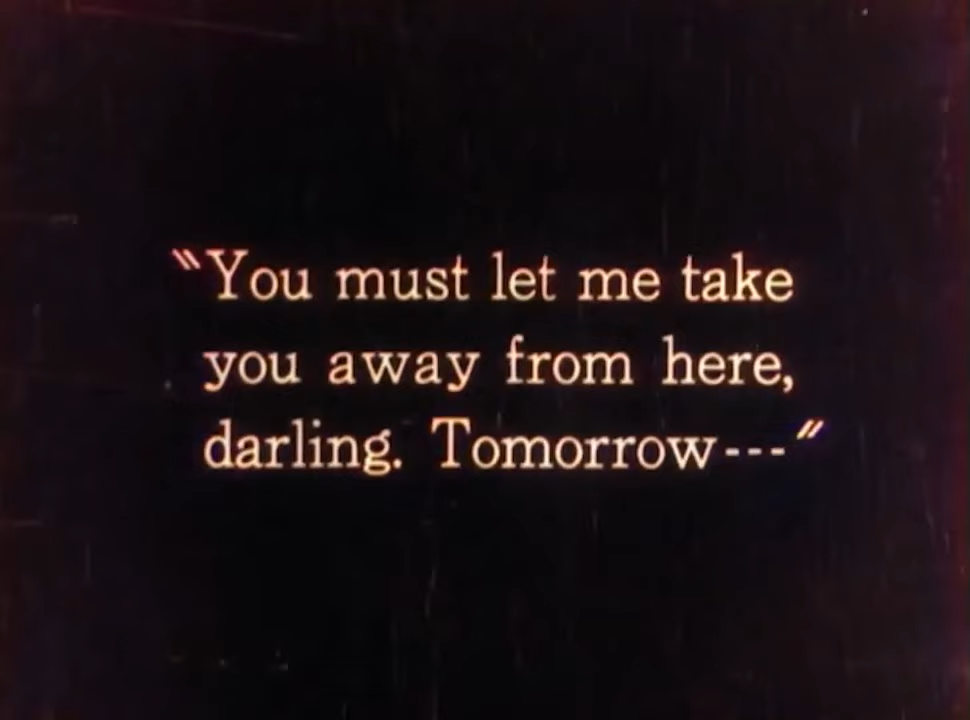 "You must let me take
you away from here,
darling. Tomorrow---"